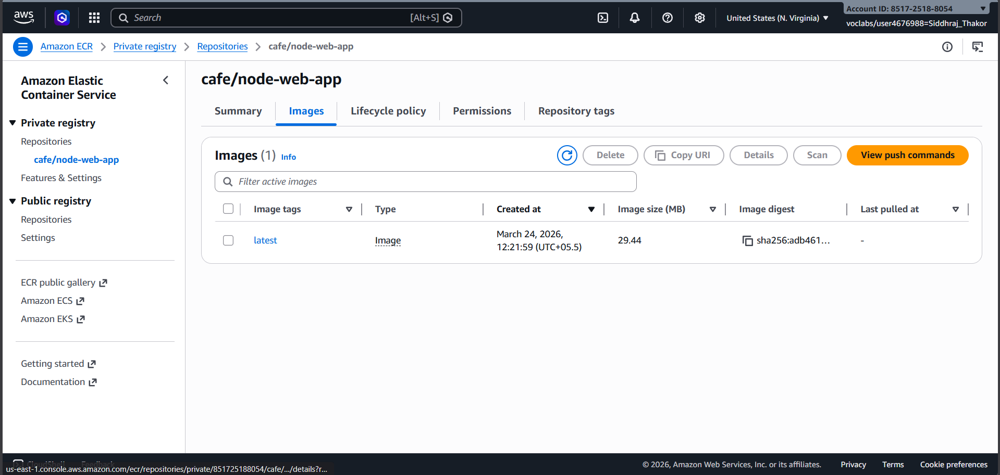 aws
Search [Alt+S]
United States (N. Virginia)
Account ID: 8517-2518-8054
voclabs/user4676988=Siddhraj_Thakor
Amazon ECR
Private registry
Repositories
cafe/node-web-app
Amazon Elastic
Container Service
Private registry
Repositories
cafe/node-web-app
Features & Settings
Public registry
Repositories
Settings
ECR public gallery
Amazon ECS
Amazon EKS
Getting started
Documentation
cafe/node-web-app
Summary
Images
Lifecycle policy
Permissions
Repository tags
Images (1) Info
Delete
Copy URI
Details
Scan
View push commands
Filter active images
Image tags
Type
Created at
Image size (MB)
Image digest
Last pulled at
latest
Image
March 24, 2026,
12:21:59 (UTC+05.5)
29.44
sha256:adb461...
-
CloudShell
Feedback
us-east-1.console.aws.amazon.com/ecr/repositories/private/851725188054/cafe/.../details?r...
© 2026, Amazon Web Services, Inc. or its affiliates.
Privacy
Terms
Cookie preferences